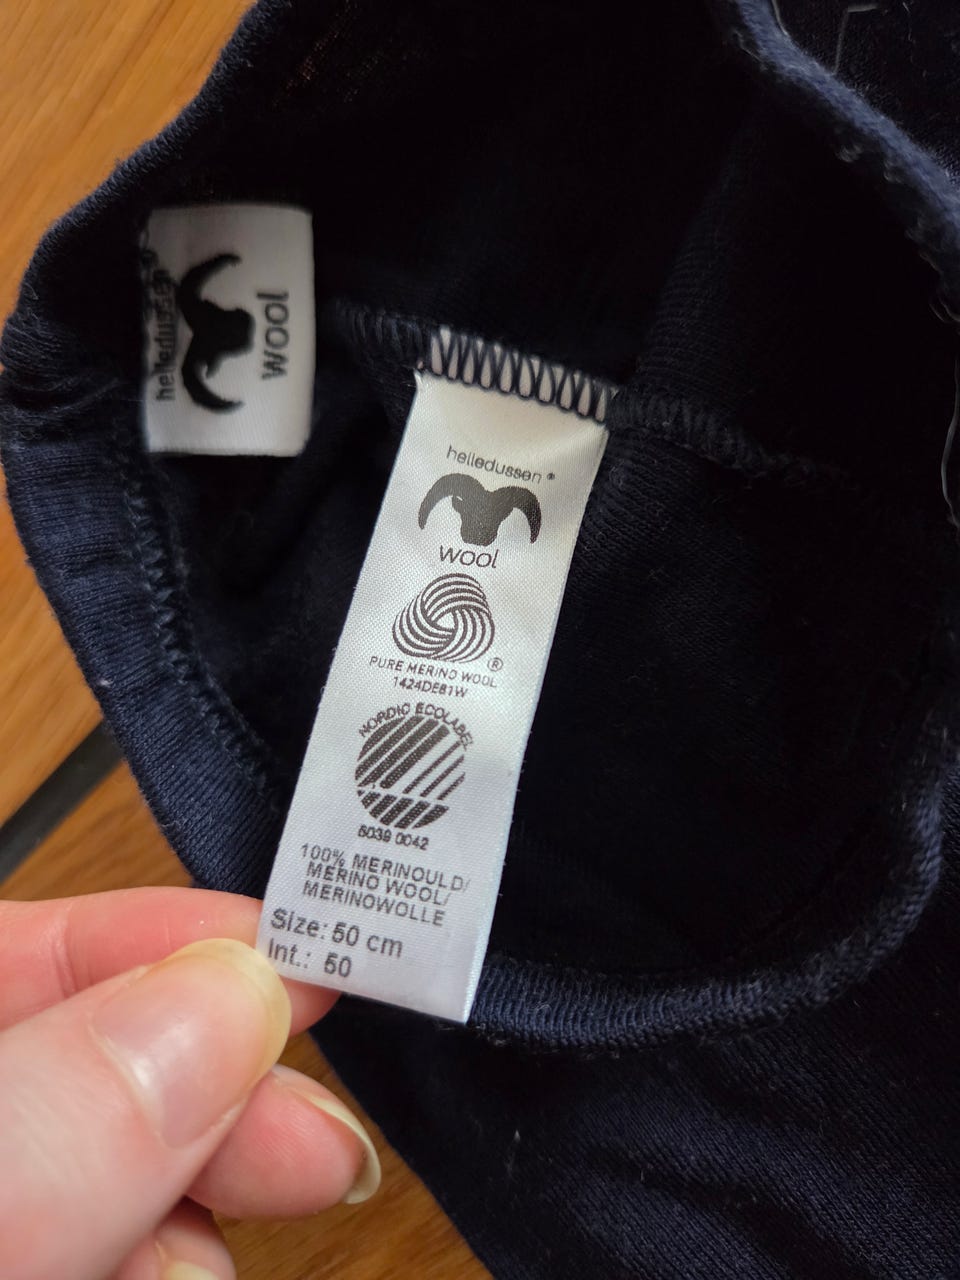 helledussen
wool
helledussen®
wool
®
PURE MERINO WOOL
1424DE81W
NORDIC ECOLABEL
5039 0042
100% MERINOULD/
MERINO WOOL/
MERINOWOLLE
Size: 50 cm
Int.: 50